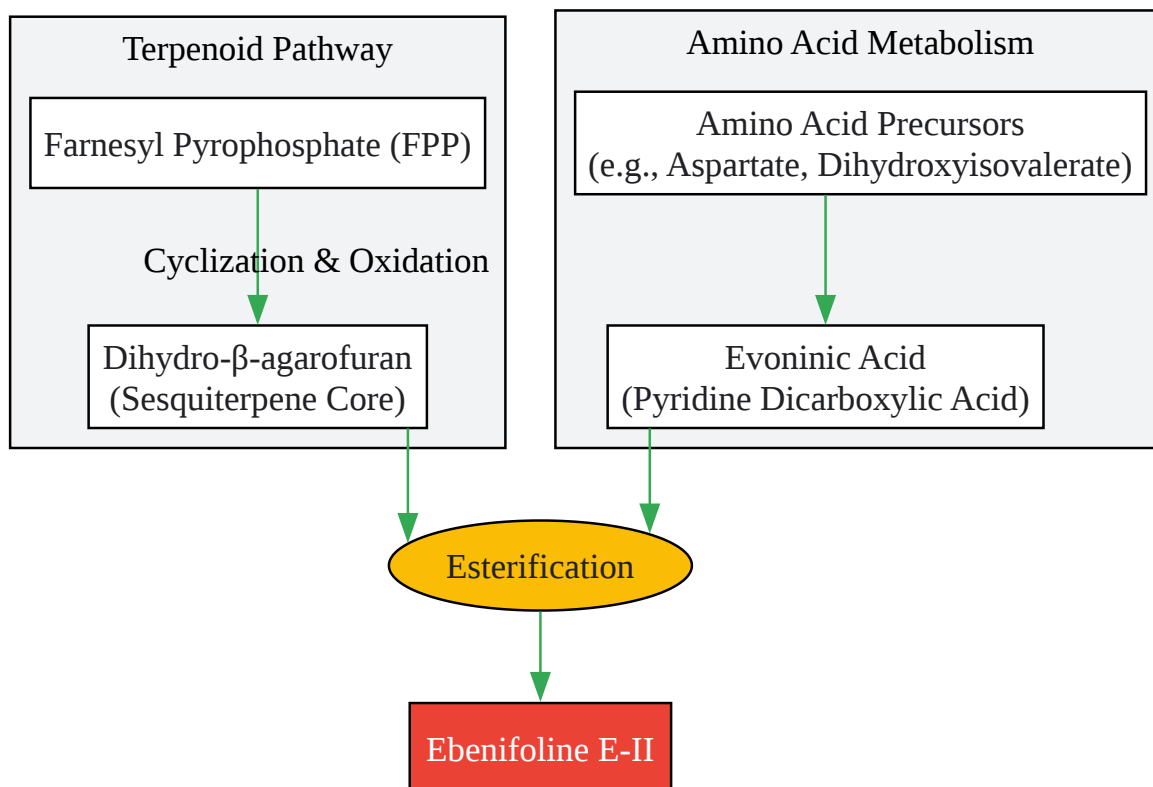 Terpenoid Pathway
Farnesyl Pyrophosphate (FPP)
Cyclization & Oxidation
Dihydro-β-agarofuran
(Sesquiterpene Core)
Amino Acid Metabolism
Amino Acid Precursors
(e.g., Aspartate, Dihydroxyisovalerate)
Evoninic Acid
(Pyridine Dicarboxylic Acid)
Esterification
Ebenifoline E-II